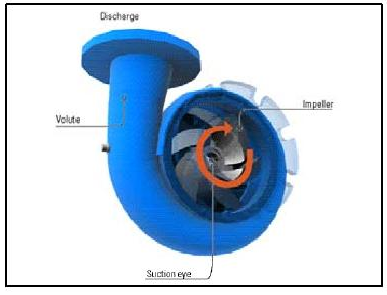 Discharge
Impeller
Volute
Suction eye